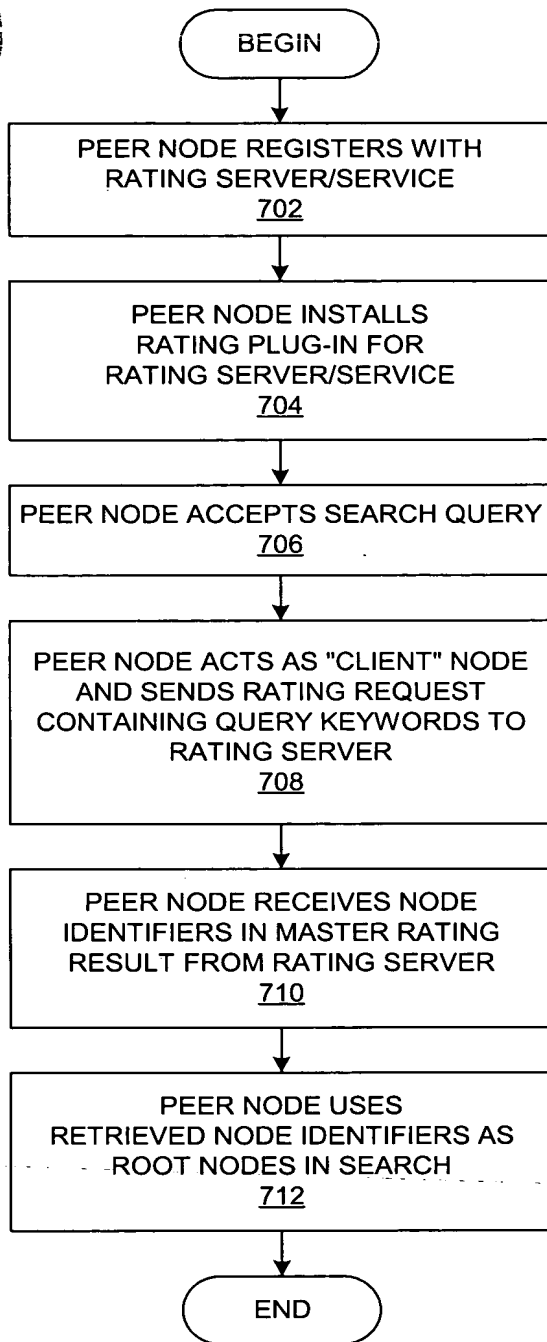 BEGIN
PEER NODE REGISTERS WITH
RATING SERVER/SERVICE
702
PEER NODE INSTALLS
RATING PLUG-IN FOR
RATING SERVER/SERVICE
704
PEER NODE ACCEPTS SEARCH QUERY
706
PEER NODE ACTS AS "CLIENT" NODE
AND SENDS RATING REQUEST
CONTAINING QUERY KEYWORDS TO
RATING SERVER
708
PEER NODE RECEIVES NODE
IDENTIFIERS IN MASTER RATING
RESULT FROM RATING SERVER
710
PEER NODE USES
RETRIEVED NODE IDENTIFIERS AS
ROOT NODES IN SEARCH
712
END